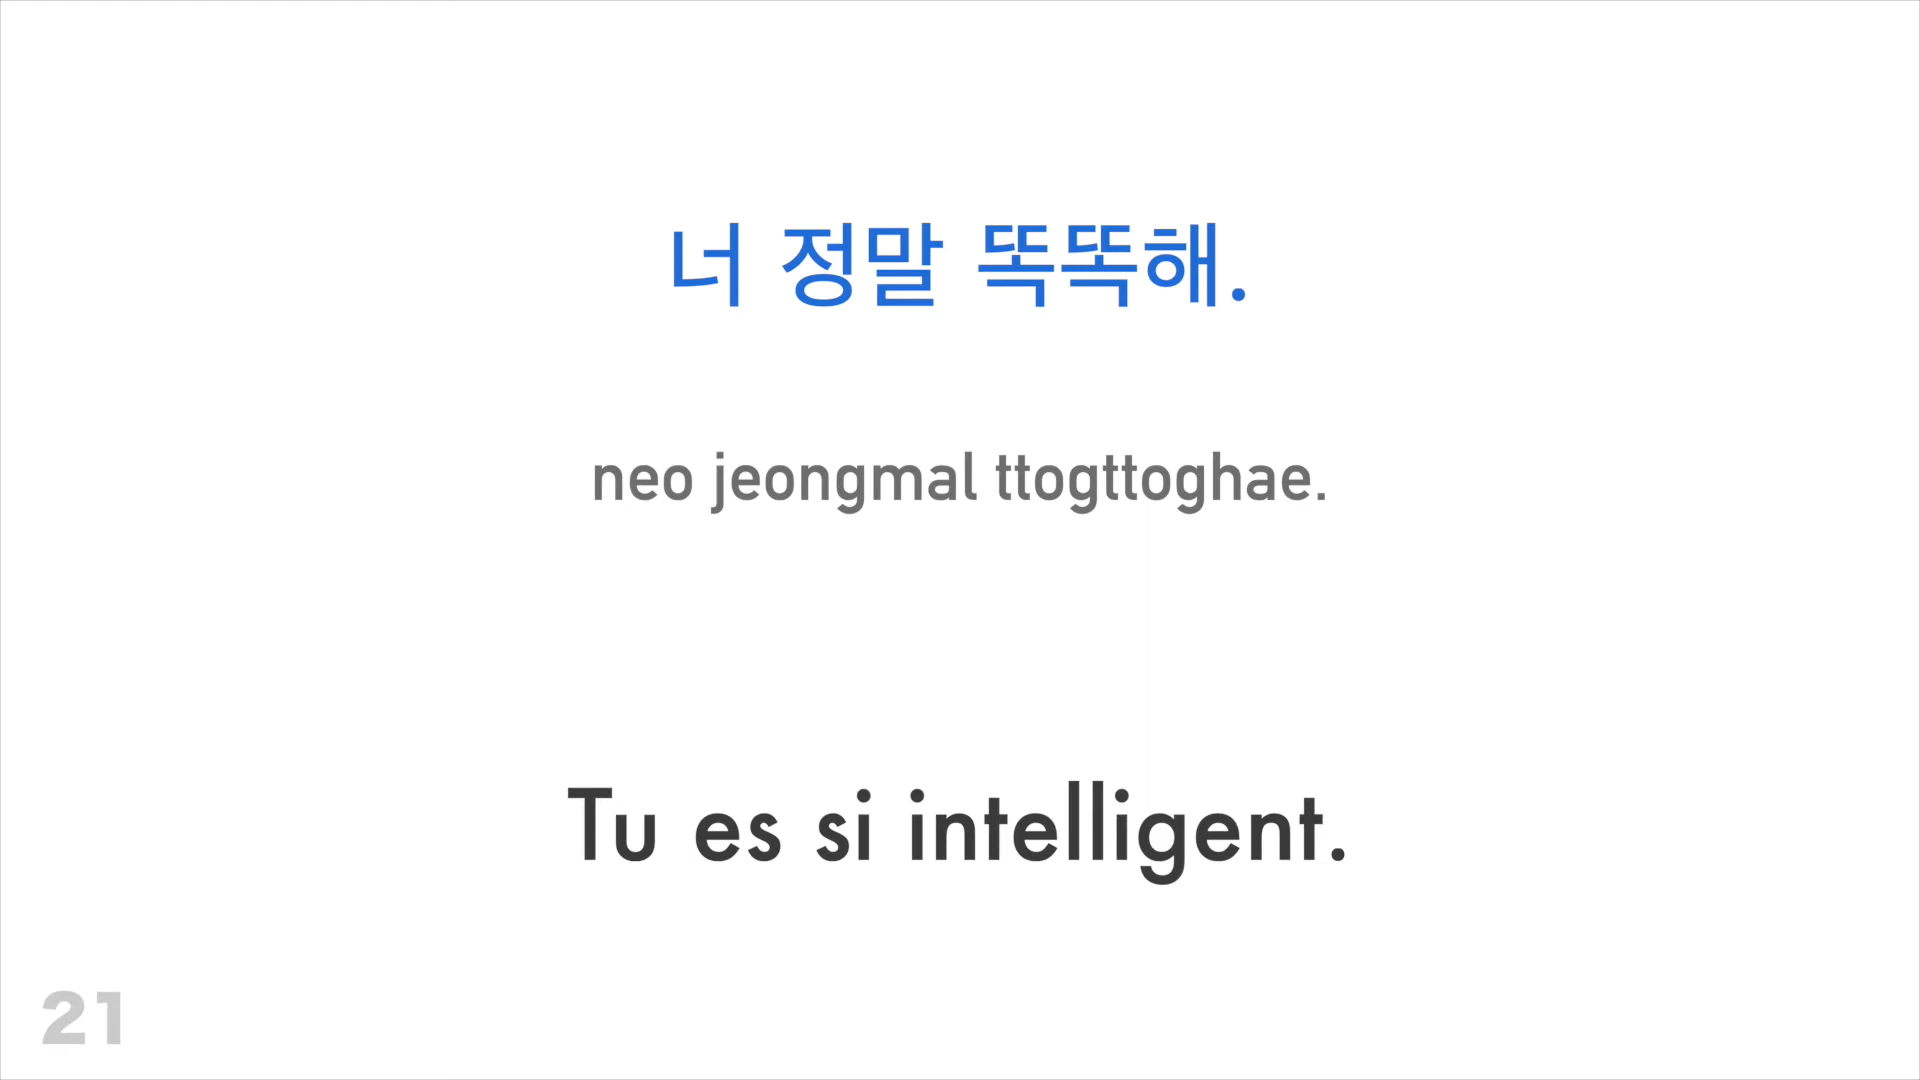 너 정말 똑똑해.
neo jeongmal ttogttoghae.
Tu es si intelligent.
21